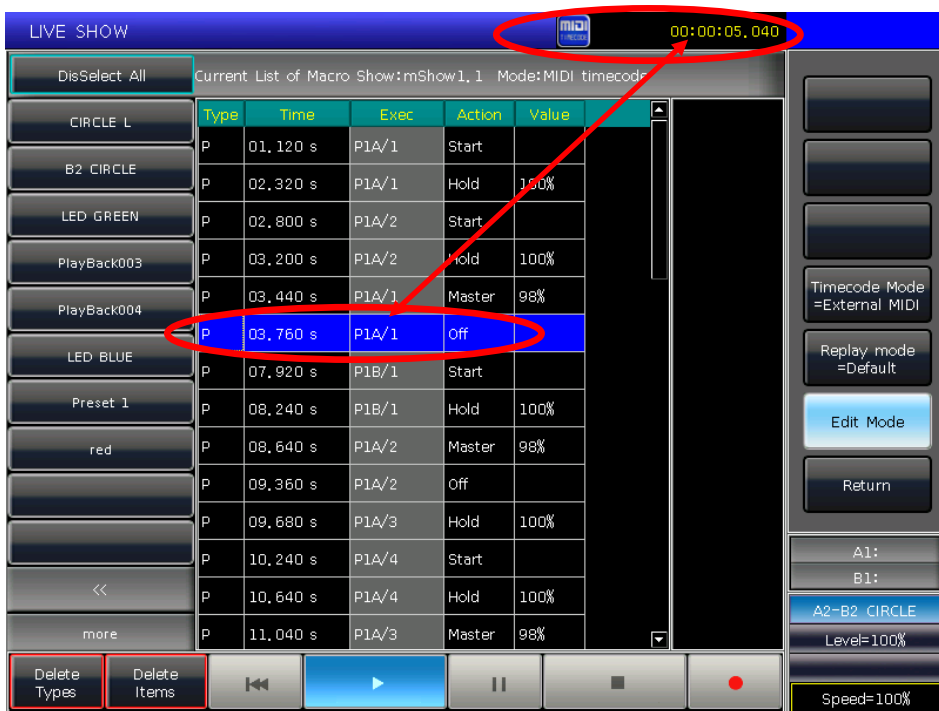 LIVE SHOW
MIDI
TIMECODE
00:00:05.040
DisSelect All
Current List of Macro Show:mShow1.1 Mode:MIDI timecode
CIRCLE L
B2 CIRCLE
LED GREEN
PlayBack003
PlayBack004
LED BLUE
Preset 1
red
<<
more
Type Time Exec Action Value
P 01.120 s P1A/1 Start
P 02.320 s P1A/1 Hold 100%
P 02.800 s P1A/2 Start
P 03.200 s P1A/2 Hold 100%
P 03.440 s P1A/1 Master 98%
P 03.760 s P1A/1 Off
P 07.920 s P1B/1 Start
P 08.240 s P1B/1 Hold 100%
P 08.640 s P1A/2 Master 98%
P 09.360 s P1A/2 Off
P 09.680 s P1A/3 Hold 100%
P 10.240 s P1A/4 Start
P 10.640 s P1A/4 Hold 100%
P 11.040 s P1A/3 Master 98%
Timecode Mode
=External MIDI
Replay mode
=Default
Edit Mode
Return
A1:
B1:
A2-B2 CIRCLE
Level=100%
Speed=100%
Delete
Types
Delete
Items